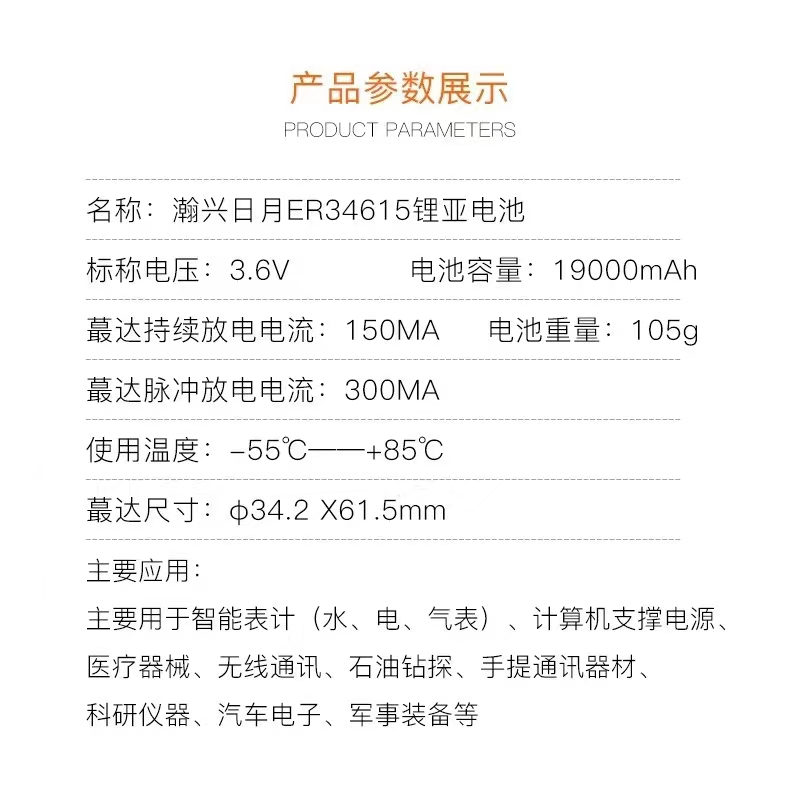 产品参数展示
PRODUCT PARAMETERS
名称：瀚兴日月ER34615锂亚电池
标称电压：3.6V 电池容量：19000mAh
蕞达持续放电电流：150MA 电池重量：105g
蕞达脉冲放电电流：300MA
使用温度：-55℃——+85℃
蕞达尺寸：φ34.2 X61.5mm
主要应用：
主要用于智能表计（水、电、气表）、计算机支撑电源、
医疗器械、无线通讯、石油钻探、手提通讯器材、
科研仪器、汽车电子、军事装备等